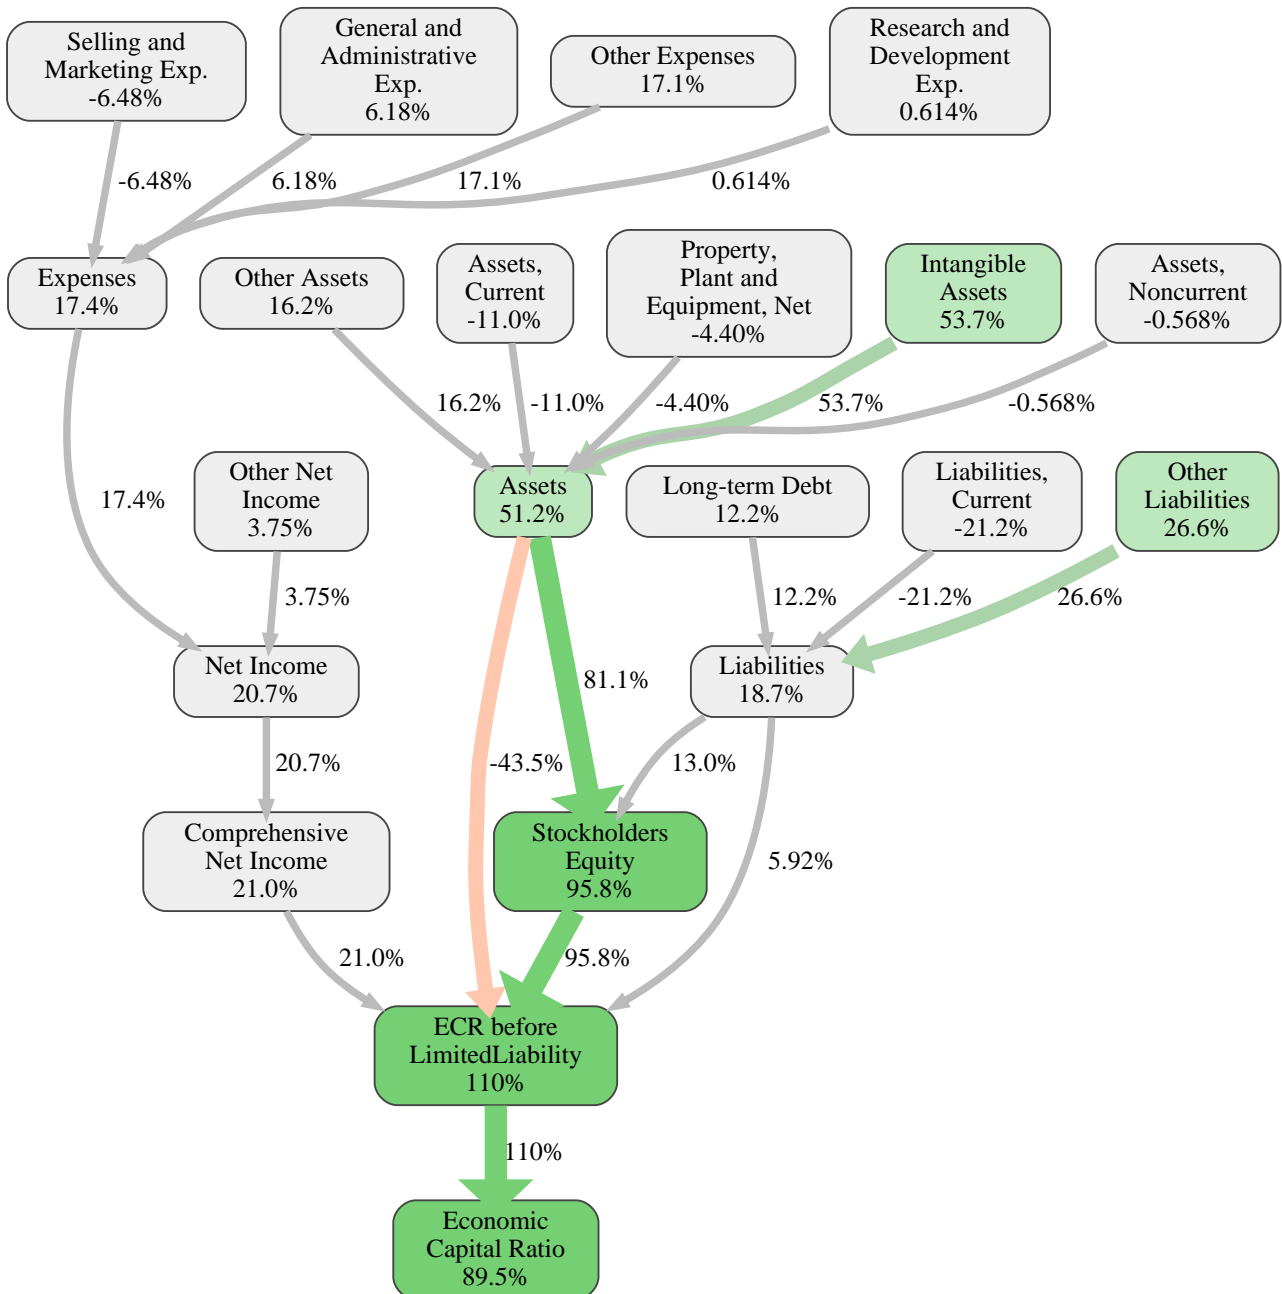 Selling and
Marketing Exp.
-6.48%
General and
Administrative
Exp.
6.18%
Other Expenses
17.1%
Research and
Development
Exp.
0.614%
-6.48%
6.18%
17.1%
0.614%
Expenses
17.4%
Other Assets
16.2%
Assets,
Current
-11.0%
Property,
Plant and
Equipment, Net
-4.40%
Intangible
Assets
53.7%
Assets,
Noncurrent
-0.568%
16.2%
-11.0%
-4.40%
53.7%
-0.568%
17.4%
Other Net
Income
3.75%
Assets
51.2%
Long-term Debt
12.2%
Liabilities,
Current
-21.2%
Other
Liabilities
26.6%
3.75%
12.2%
-21.2%
26.6%
Net Income
20.7%
81.1%
Liabilities
18.7%
20.7%
-43.5%
13.0%
Comprehensive
Net Income
21.0%
Stockholders
Equity
95.8%
5.92%
21.0%
95.8%
ECR before
LimitedLiability
110%
110%
Economic
Capital Ratio
89.5%